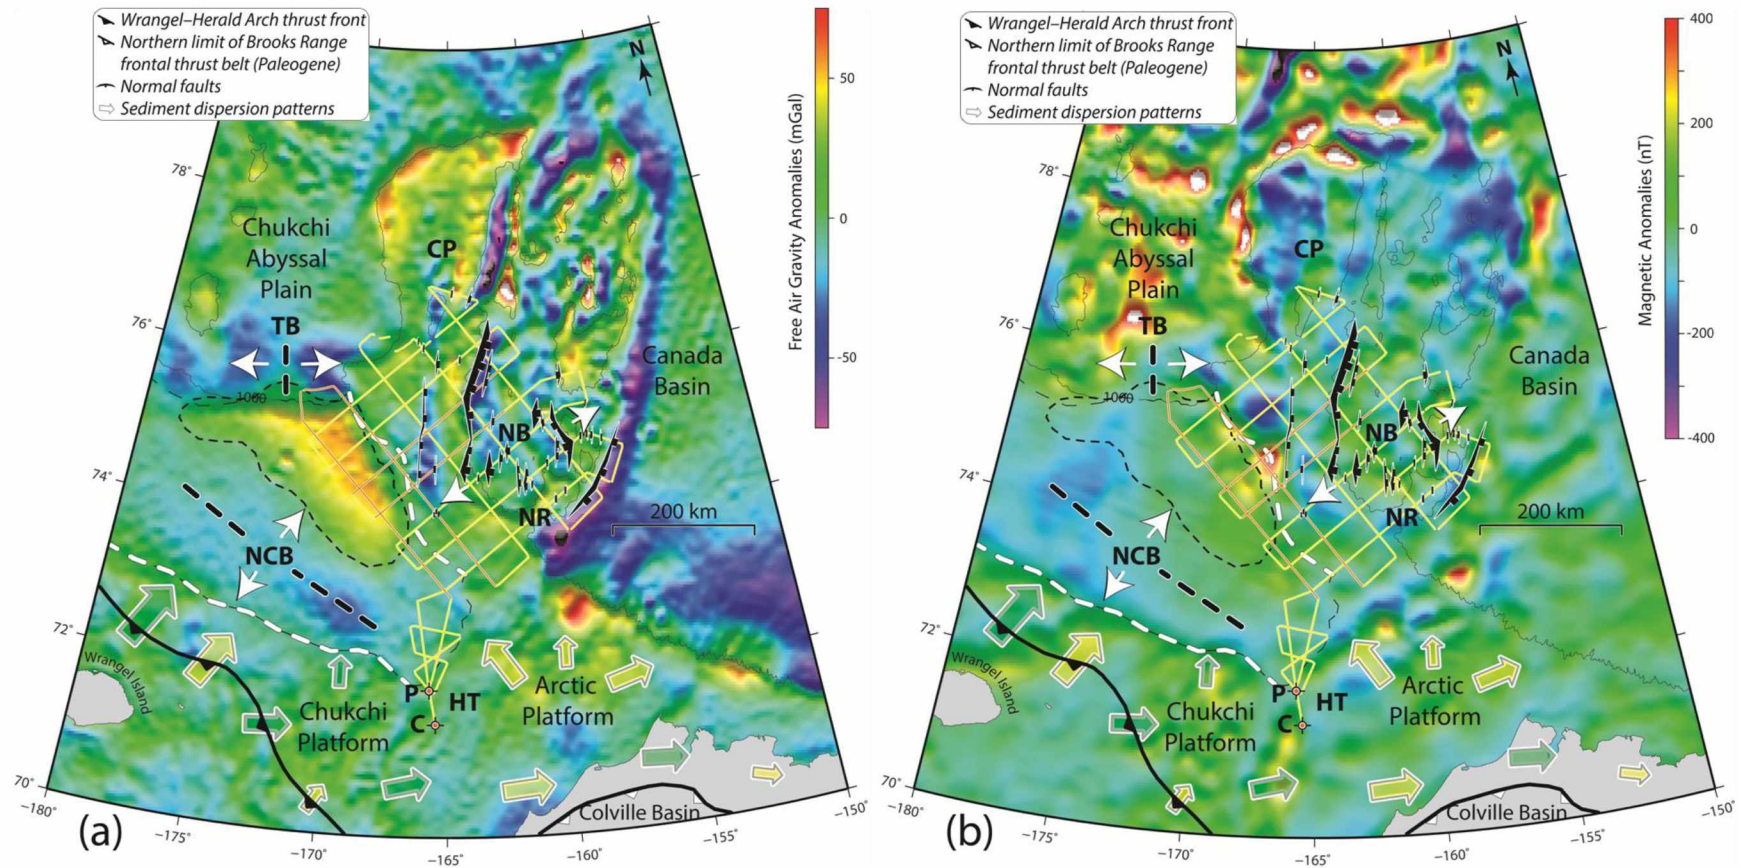 Wrangel–Herald Arch thrust front
Northern limit of Brooks Range
frontal thrust belt (Paleogene)
Normal faults
Sediment dispersion patterns
N
78°
76°
74°
72°
70°
−180°
−175°
−170°
−165°
−160°
−155°
−150°
Chukchi
Abyssal
Plain
CP
TB
1000
Canada
Basin
NB
NR
200 km
NCB
Wrangel Island
P
HT
C
Chukchi
Platform
Arctic
Platform
Colville Basin
(a)
Free Air Gravity Anomalies (mGal)
50
0
-50
Wrangel–Herald Arch thrust front
Northern limit of Brooks Range
frontal thrust belt (Paleogene)
Normal faults
Sediment dispersion patterns
N
78°
76°
74°
72°
70°
−180°
−175°
−170°
−165°
−160°
−155°
−150°
Chukchi
Abyssal
Plain
CP
TB
1000
Canada
Basin
NB
NR
200 km
NCB
Wrangel Island
P
HT
C
Chukchi
Platform
Arctic
Platform
Colville Basin
(b)
Magnetic Anomalies (nT)
400
200
0
-200
-400